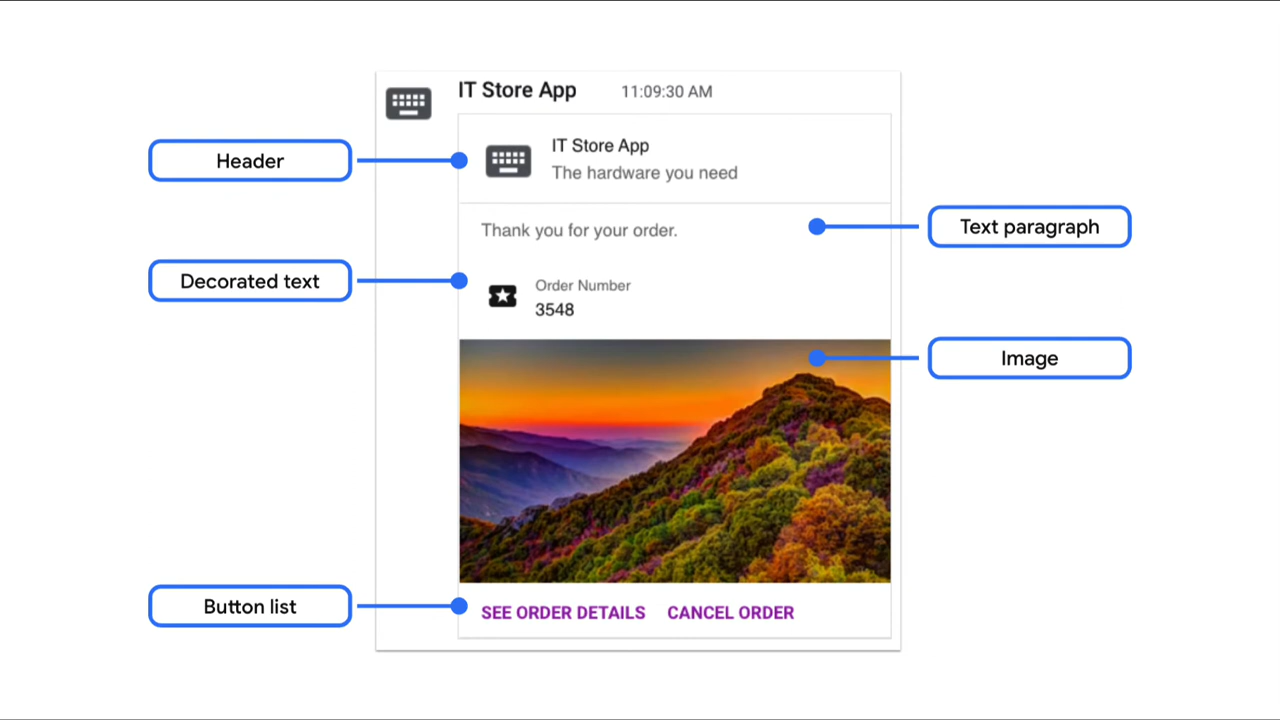 IT Store App 11:09:30 AM
Header
IT Store App
The hardware you need
Thank you for your order.
Text paragraph
Decorated text
Order Number
3548
Image
Button list
SEE ORDER DETAILS CANCEL ORDER